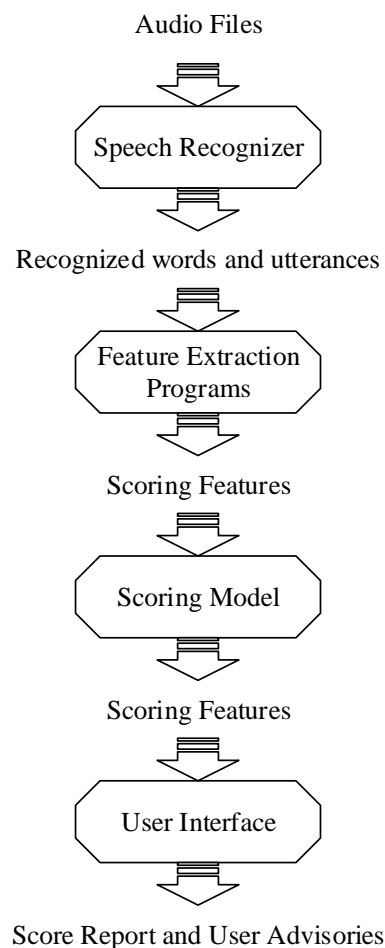 Audio Files
Speech Recognizer
Recognized words and utterances
Feature Extraction
Programs
Scoring Features
Scoring Model
Scoring Features
User Interface
Score Report and User Advisories